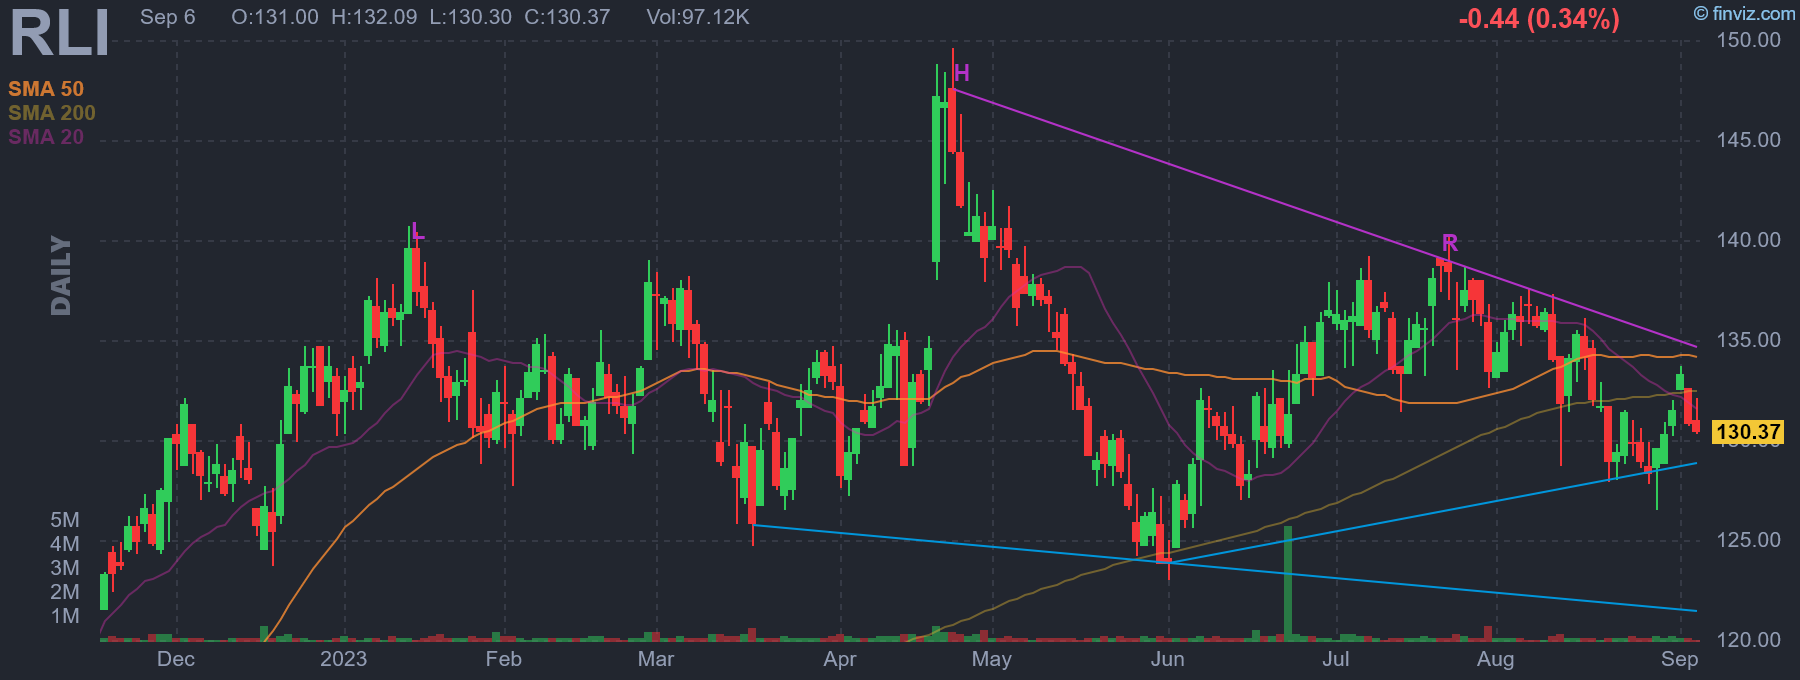 RLI
Sep 6 O:131.00 H:132.09 L:130.30 C:130.37 Vol:97.12K
-0.44 (0.34%)
© finviz.com
SMA 50
SMA 200
SMA 20
DAILY
H
L
R
150.00
145.00
140.00
135.00
130.37
130.00
125.00
120.00
5M
4M
3M
2M
1M
Dec 2023 Feb Mar Apr May Jun Jul Aug Sep